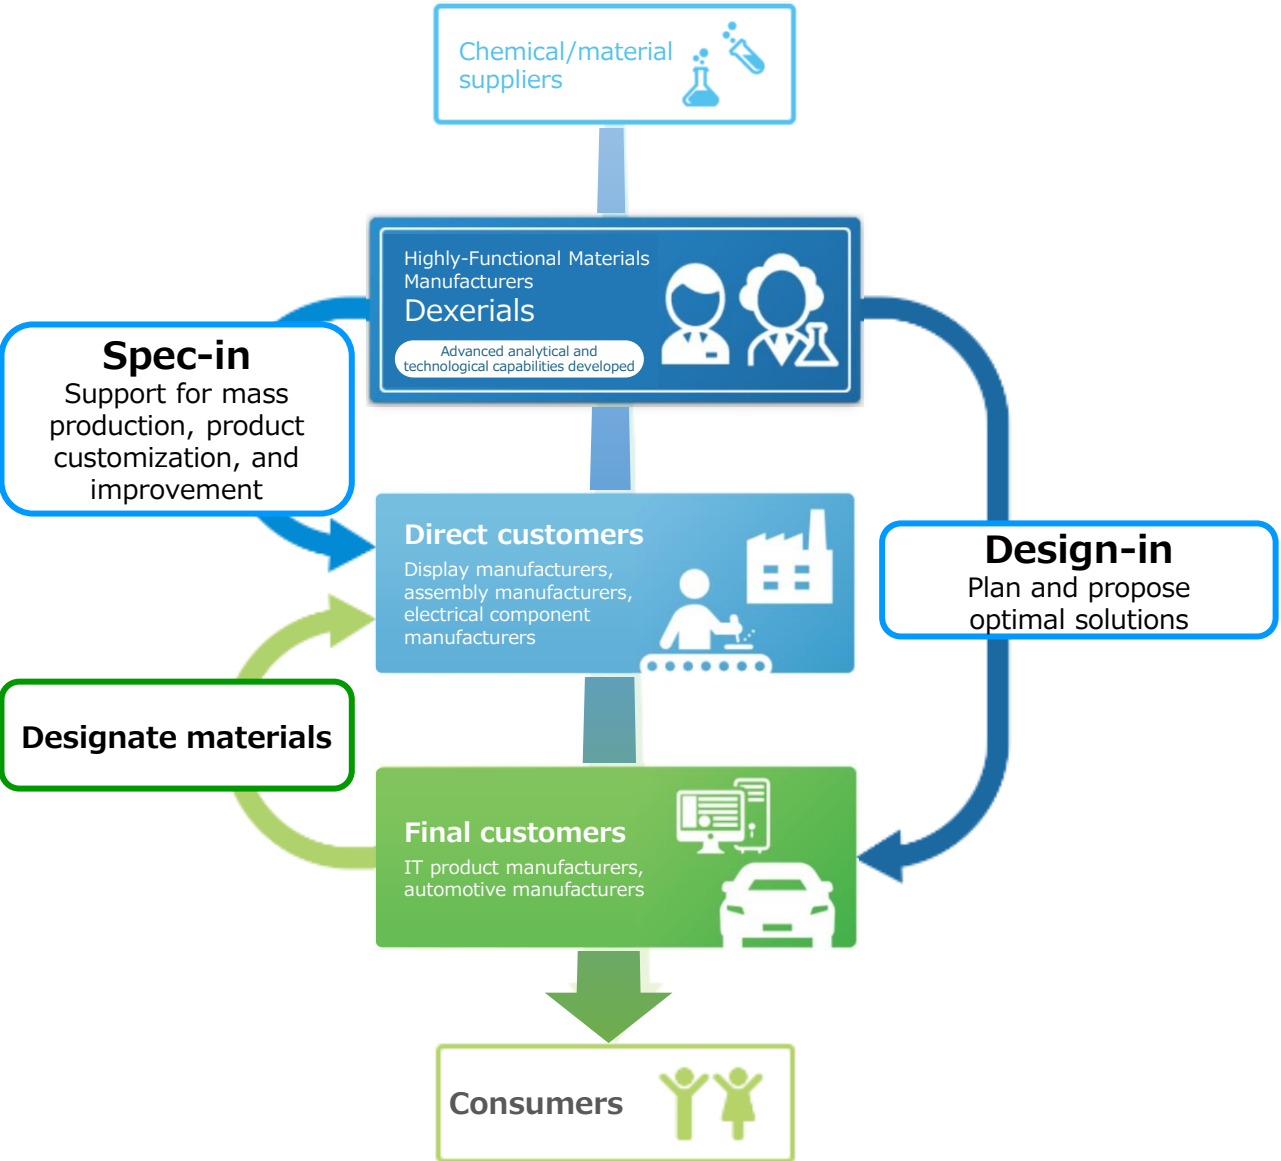 Chemical/material
suppliers
Highly-Functional Materials
Manufacturers
Dexerials
Advanced analytical and
technological capabilities developed
Spec-in
Support for mass
production, product
customization, and
improvement
Direct customers
Display manufacturers,
assembly manufacturers,
electrical component
manufacturers
Design-in
Plan and propose
optimal solutions
Designate materials
Final customers
IT product manufacturers,
automotive manufacturers
Consumers